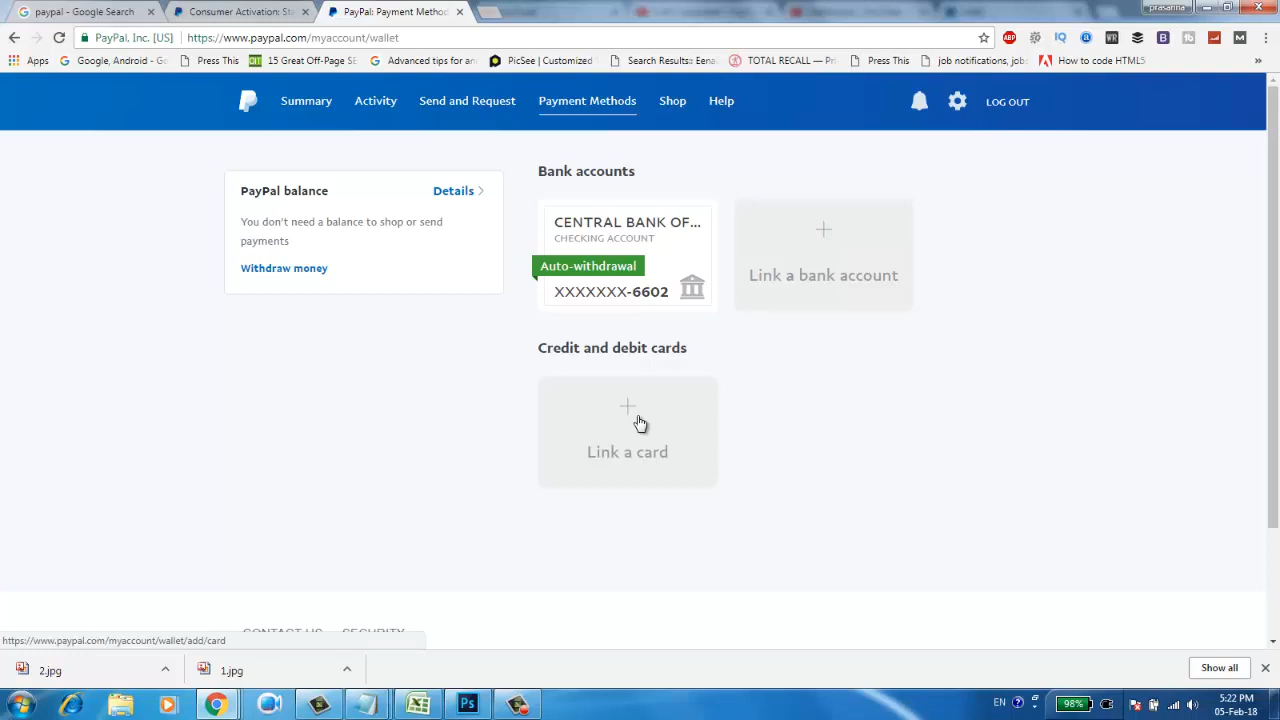 paypal - Google Search
Consumer Activation: St
PayPal: Payment Method
prasanna
PayPal, Inc. [US]
https://www.paypal.com/myaccount/wallet
Apps
Google, Android - G
Press This
15 Great Off-Page SE
Advanced tips for an
PicSee | Customized
Search Results: Eena
TOTAL RECALL — Pri
Press This
job notifications, job
How to code HTML5
Summary
Activity
Send and Request
Payment Methods
Shop
Help
LOG OUT
PayPal balance
Details
You don't need a balance to shop or send
payments
Withdraw money
Bank accounts
CENTRAL BANK OF...
CHECKING ACCOUNT
Auto-withdrawal
XXXXXXX-6602
Link a bank account
Credit and debit cards
Link a card
CONTACT US
SECURITY
https://www.paypal.com/myaccount/wallet/add/card
2.jpg
1.jpg
Show all
EN
98%
5:22 PM
05-Feb-18